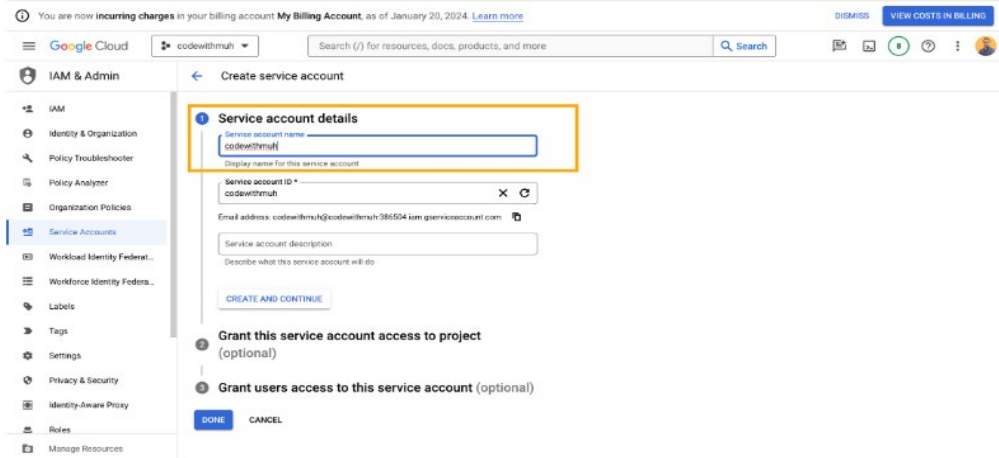 You are now incurring charges in your billing account My Billing Account, as of January 20, 2024. Learn more
DISMISS
VIEW COSTS IN BILLING
Google Cloud
codewithmuh
Search (/) for resources, docs, products, and more
Search
8
IAM & Admin
Create service account
IAM
Identity & Organization
Policy Troubleshooter
Policy Analyzer
Organization Policies
Service Accounts
Workload Identity Federat...
Workforce Identity Federa...
Labels
Tags
Settings
Privacy & Security
Identity-Aware Proxy
Roles
Manage Resources
1 Service account details
Service account name
codewithmuh
Display name for this service account
Service account ID *
codewithmuh
Email address: codewithmuh@codewithmuh-386504.iam.gserviceaccount.com
Service account description
Describe what this service account will do
CREATE AND CONTINUE
2 Grant this service account access to project
(optional)
3 Grant users access to this service account (optional)
DONE
CANCEL